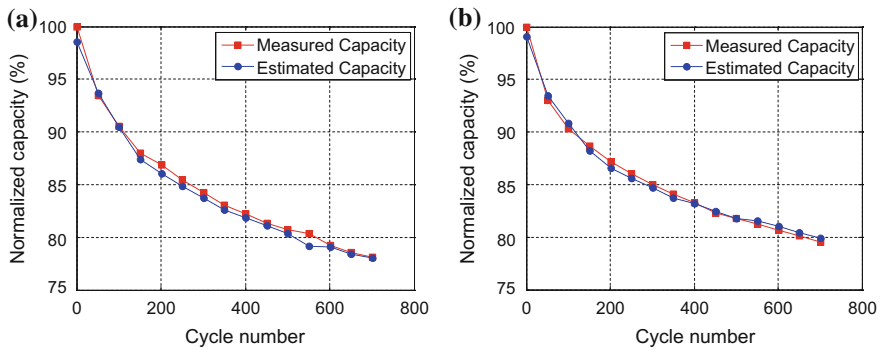 (a)
Normalized capacity (%)
100
95
90
85
80
75
Measured Capacity
Estimated Capacity
0
200
400
600
800
Cycle number
(b)
Normalized capacity (%)
100
95
90
85
80
75
Measured Capacity
Estimated Capacity
0
200
400
600
800
Cycle number